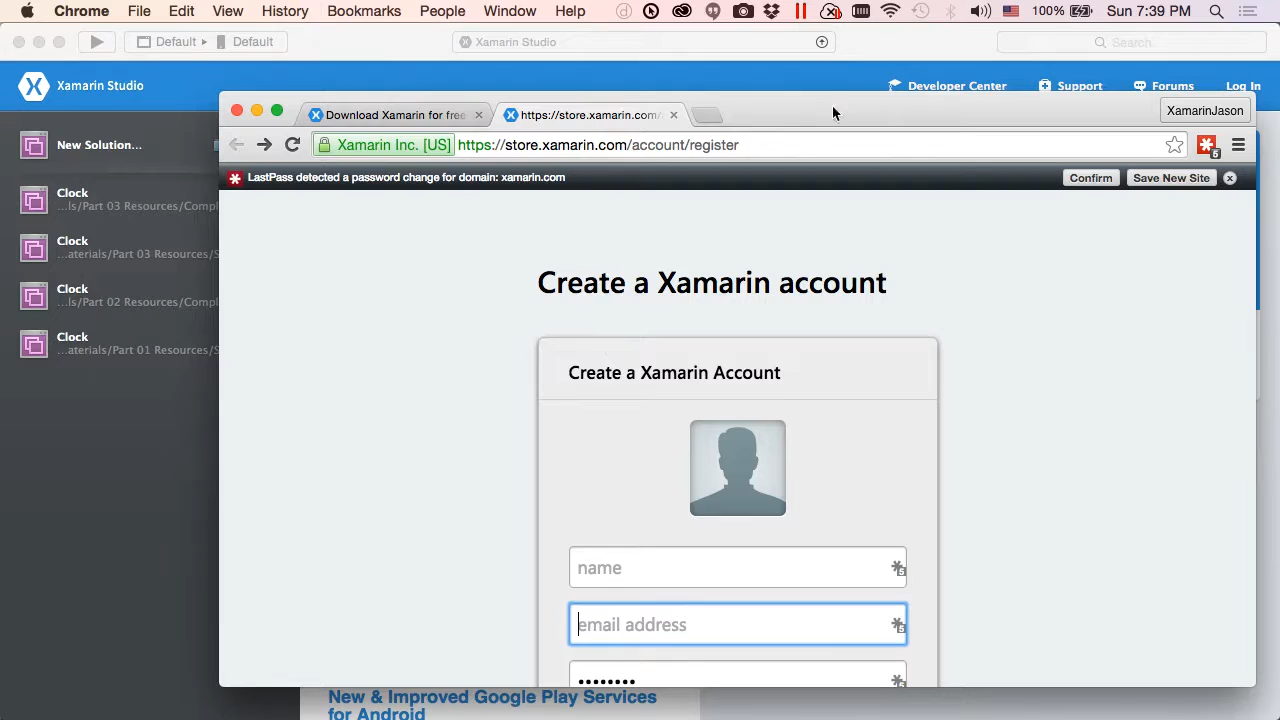 Chrome File Edit View History Bookmarks People Window Help 100% Sun 7:39 PM
Default Default Xamarin Studio Search
Xamarin Studio Developer Center Support Forums Log In
Download Xamarin for free https://store.xamarin.com/ XamarinJason
Xamarin Inc. [US] https://store.xamarin.com/account/register
LastPass detected a password change for domain: xamarin.com Confirm Save New Site
New Solution...
Clock
...ls/Part 03 Resources/Compl
Clock
...aterials/Part 03 Resources/S
Clock
...ls/Part 02 Resources/Compl
Clock
...aterials/Part 01 Resources/S
Create a Xamarin account
Create a Xamarin Account
name
email address
New & Improved Google Play Services
for Android